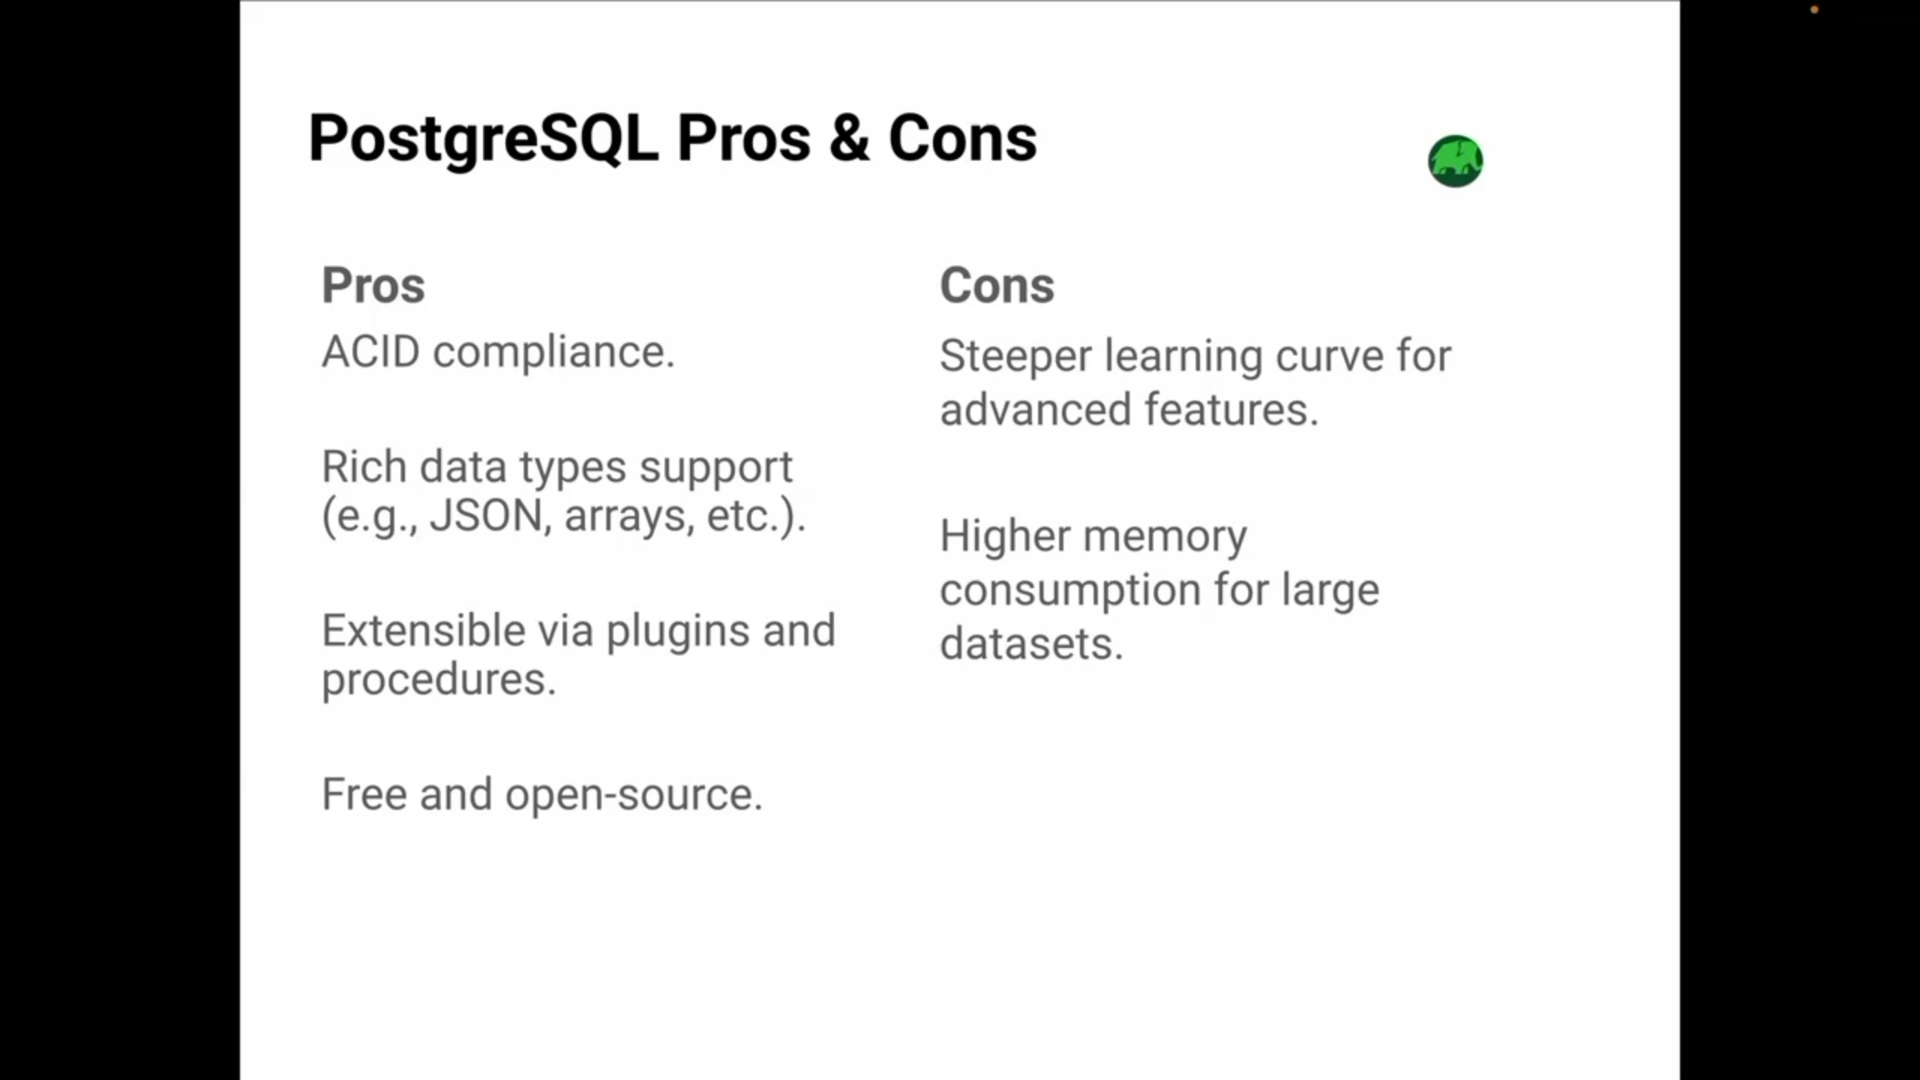 PostgreSQL Pros & Cons
Pros
ACID compliance.
Rich data types support
(e.g., JSON, arrays, etc.).
Extensible via plugins and
procedures.
Free and open-source.
Cons
Steeper learning curve for
advanced features.
Higher memory
consumption for large
datasets.